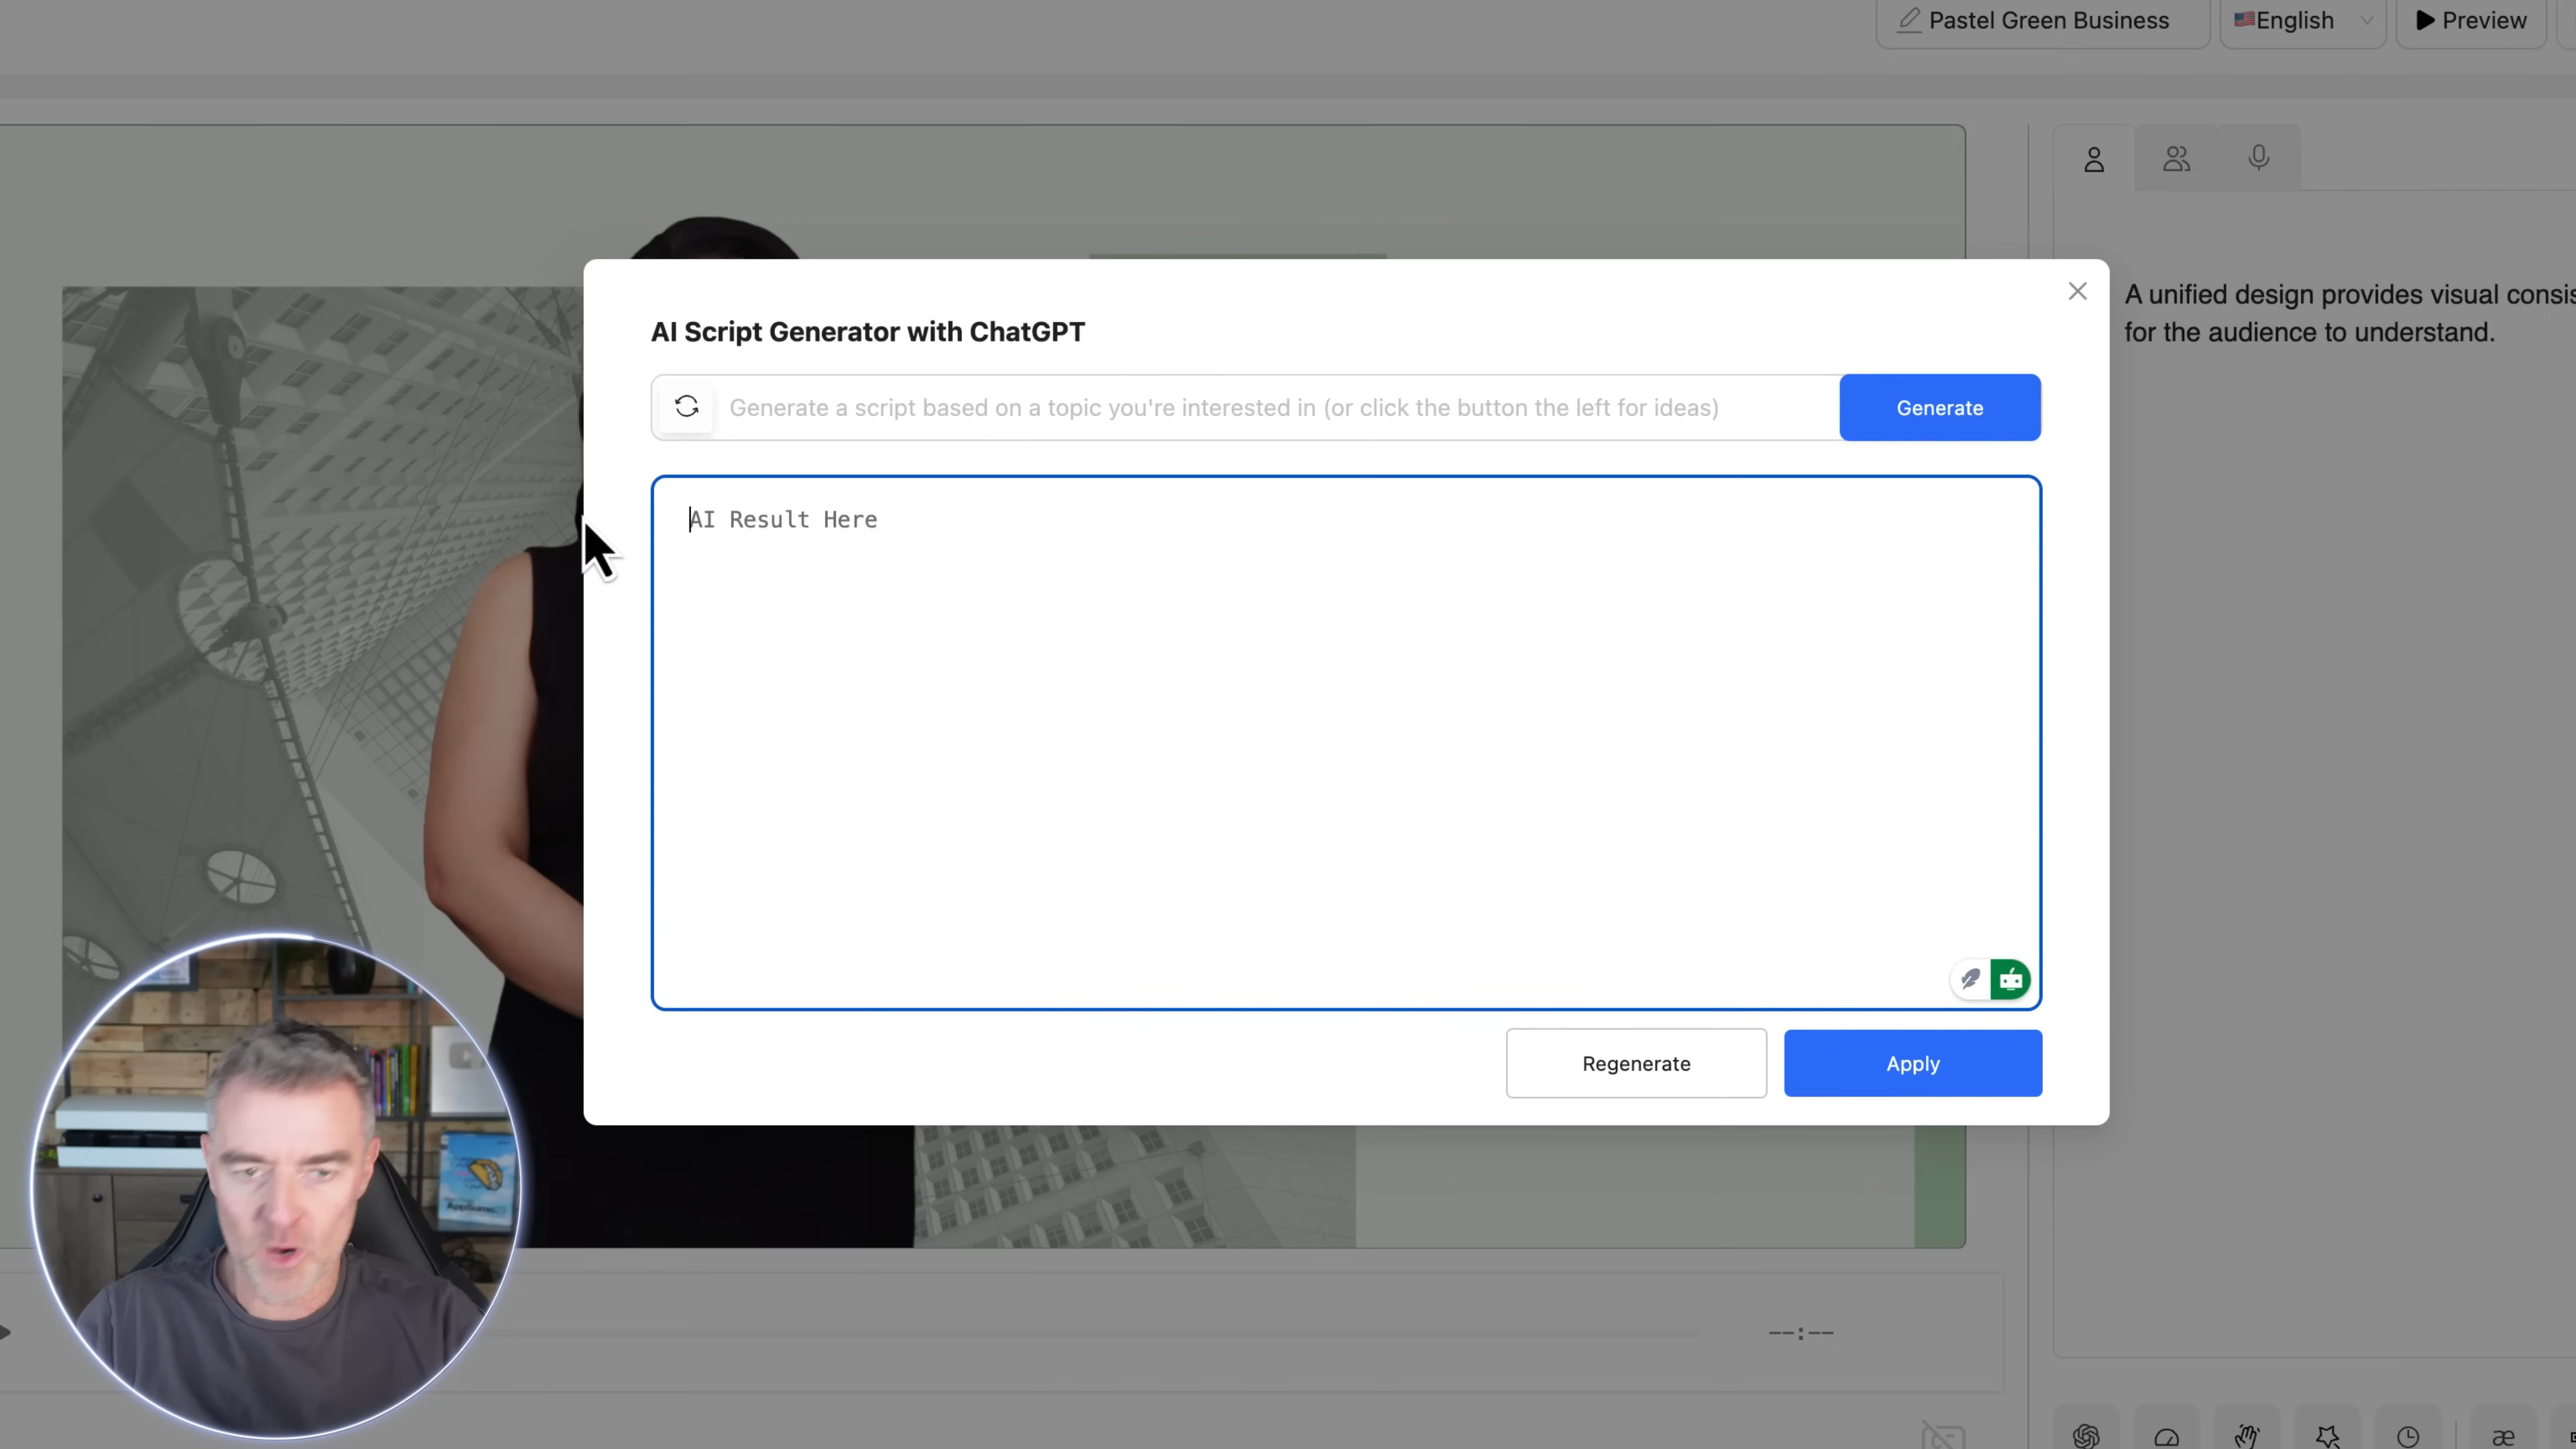 Pastel Green Business
English
Preview
A unified design provides visual consis
for the audience to understand.
AI Script Generator with ChatGPT
Generate a script based on a topic you're interested in (or click the button the left for ideas)
Generate
AI Result Here
Regenerate
Apply
AppSumo
--:--
æ